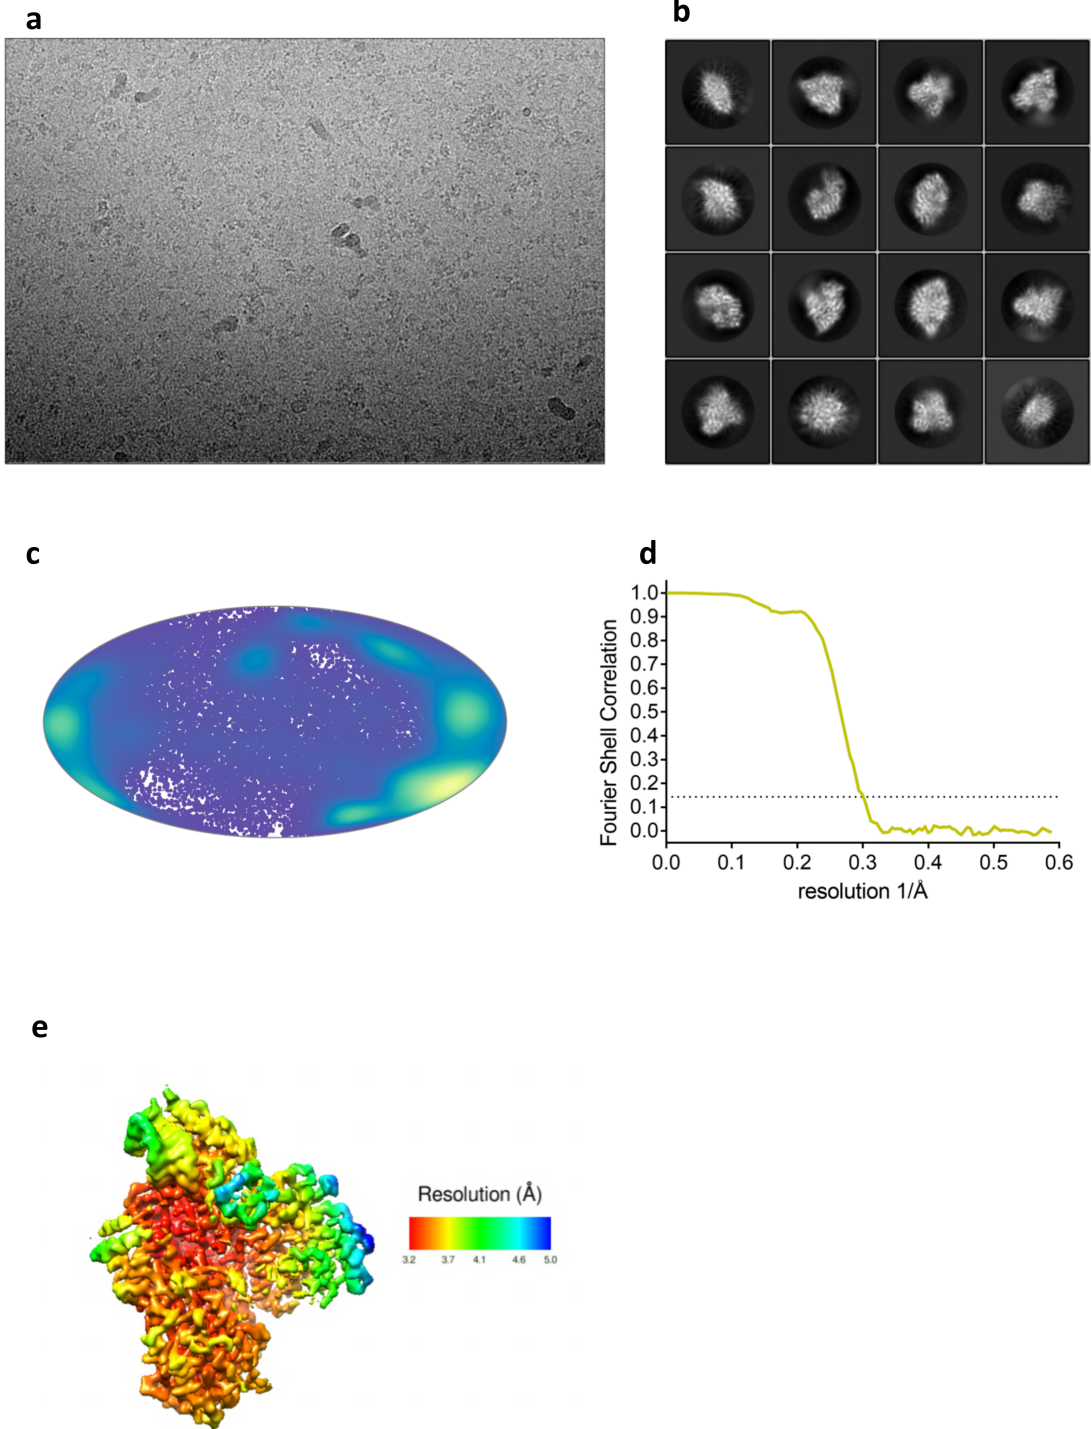 a
b
c
d
1.0
0.9
0.8
0.7
0.6
0.5
0.4
0.3
0.2
0.1
0.0
Fourier Shell Correlation
0.0 0.1 0.2 0.3 0.4 0.5 0.6
resolution 1/Å
e
Resolution (Å)
3.2 3.7 4.1 4.6 5.0